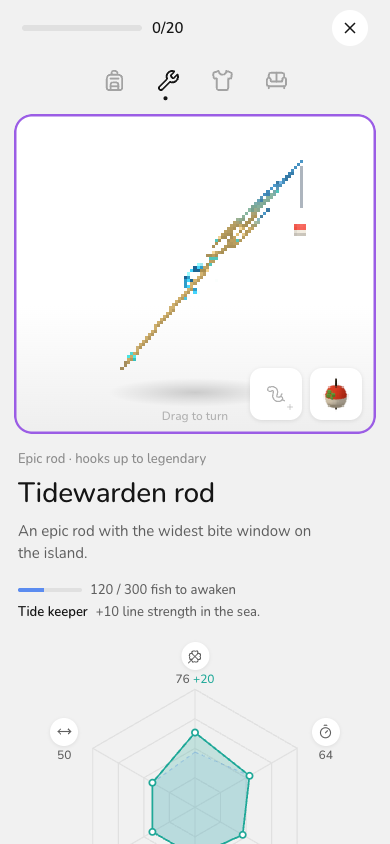 0/20
Drag to turn
Epic rod · hooks up to legendary
Tidewarden rod
An epic rod with the widest bite window on
the island.
120 / 300 fish to awaken
Tide keeper +10 line strength in the sea.
76 +20
50
64